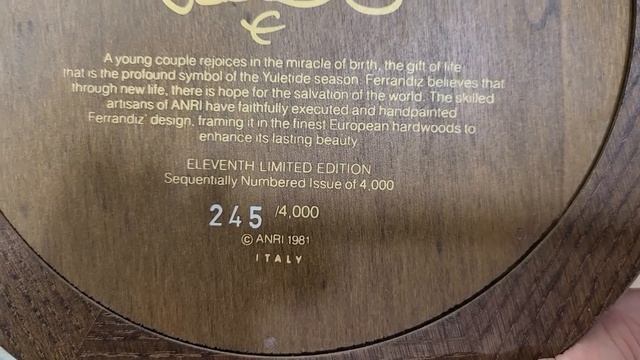 A young couple rejoices in the miracle of birth, the gift of life
that is the profound symbol of the Yuletide season. Ferrandiz believes that
through new life, there is hope for the salvation of the world. The skilled
artisans of ANRI have faithfully executed and handpainted
Ferrandiz' design, framing it in the finest European hardwoods to
enhance its lasting beauty.
ELEVENTH LIMITED EDITION
Sequentially Numbered Issue of 4,000
245 /4,000
© ANRI 1981
ITALY